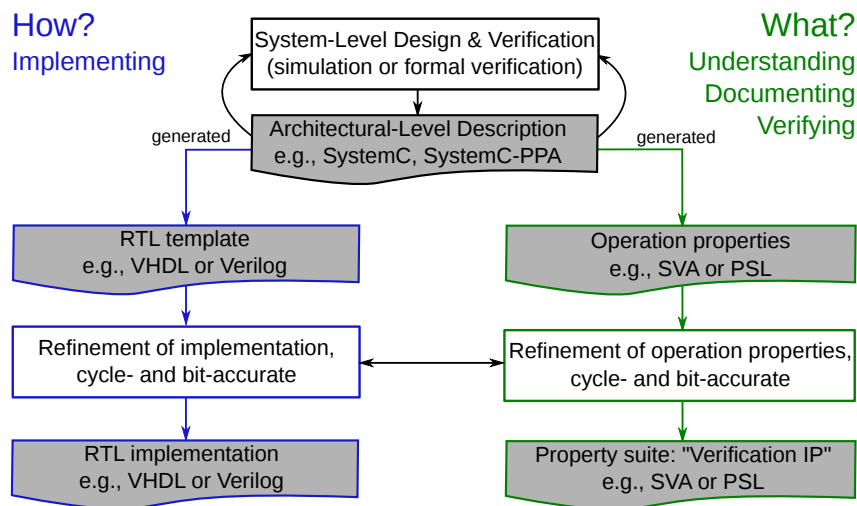 How?
Implementing
System-Level Design & Verification
(simulation or formal verification)
What?
Understanding
Documenting
Verifying
generated
Architectural-Level Description
e.g., SystemC, SystemC-PPA
generated
RTL template
e.g., VHDL or Verilog
Operation properties
e.g., SVA or PSL
Refinement of implementation,
cycle- and bit-accurate
Refinement of operation properties,
cycle- and bit-accurate
RTL implementation
e.g., VHDL or Verilog
Property suite: "Verification IP"
e.g., SVA or PSL